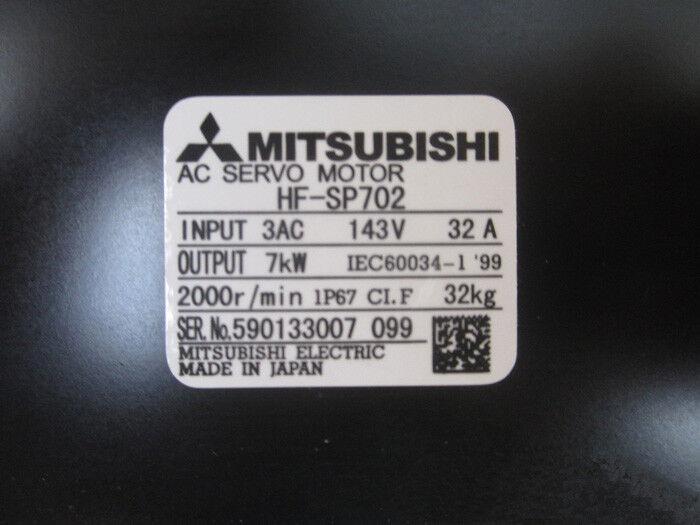 MITSUBISHI
AC SERVO MOTOR
HF-SP702
INPUT 3AC 143V 32 A
OUTPUT 7kW IEC60034-1 '99
2000r/min IP67 CI.F 32kg
SER.No.590133007 099
MITSUBISHI ELECTRIC
MADE IN JAPAN